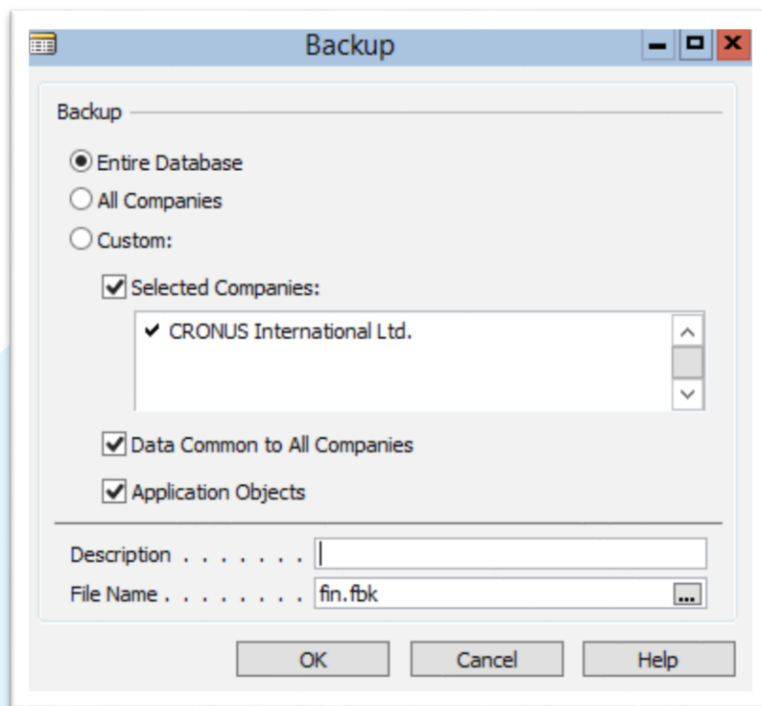 Backup
Backup
Entire Database
All Companies
Custom:
Selected Companies:
✔ CRONUS International Ltd.
Data Common to All Companies
Application Objects
Description . . . . . . .
File Name . . . . . . . . fin.fbk ...
OK Cancel Help